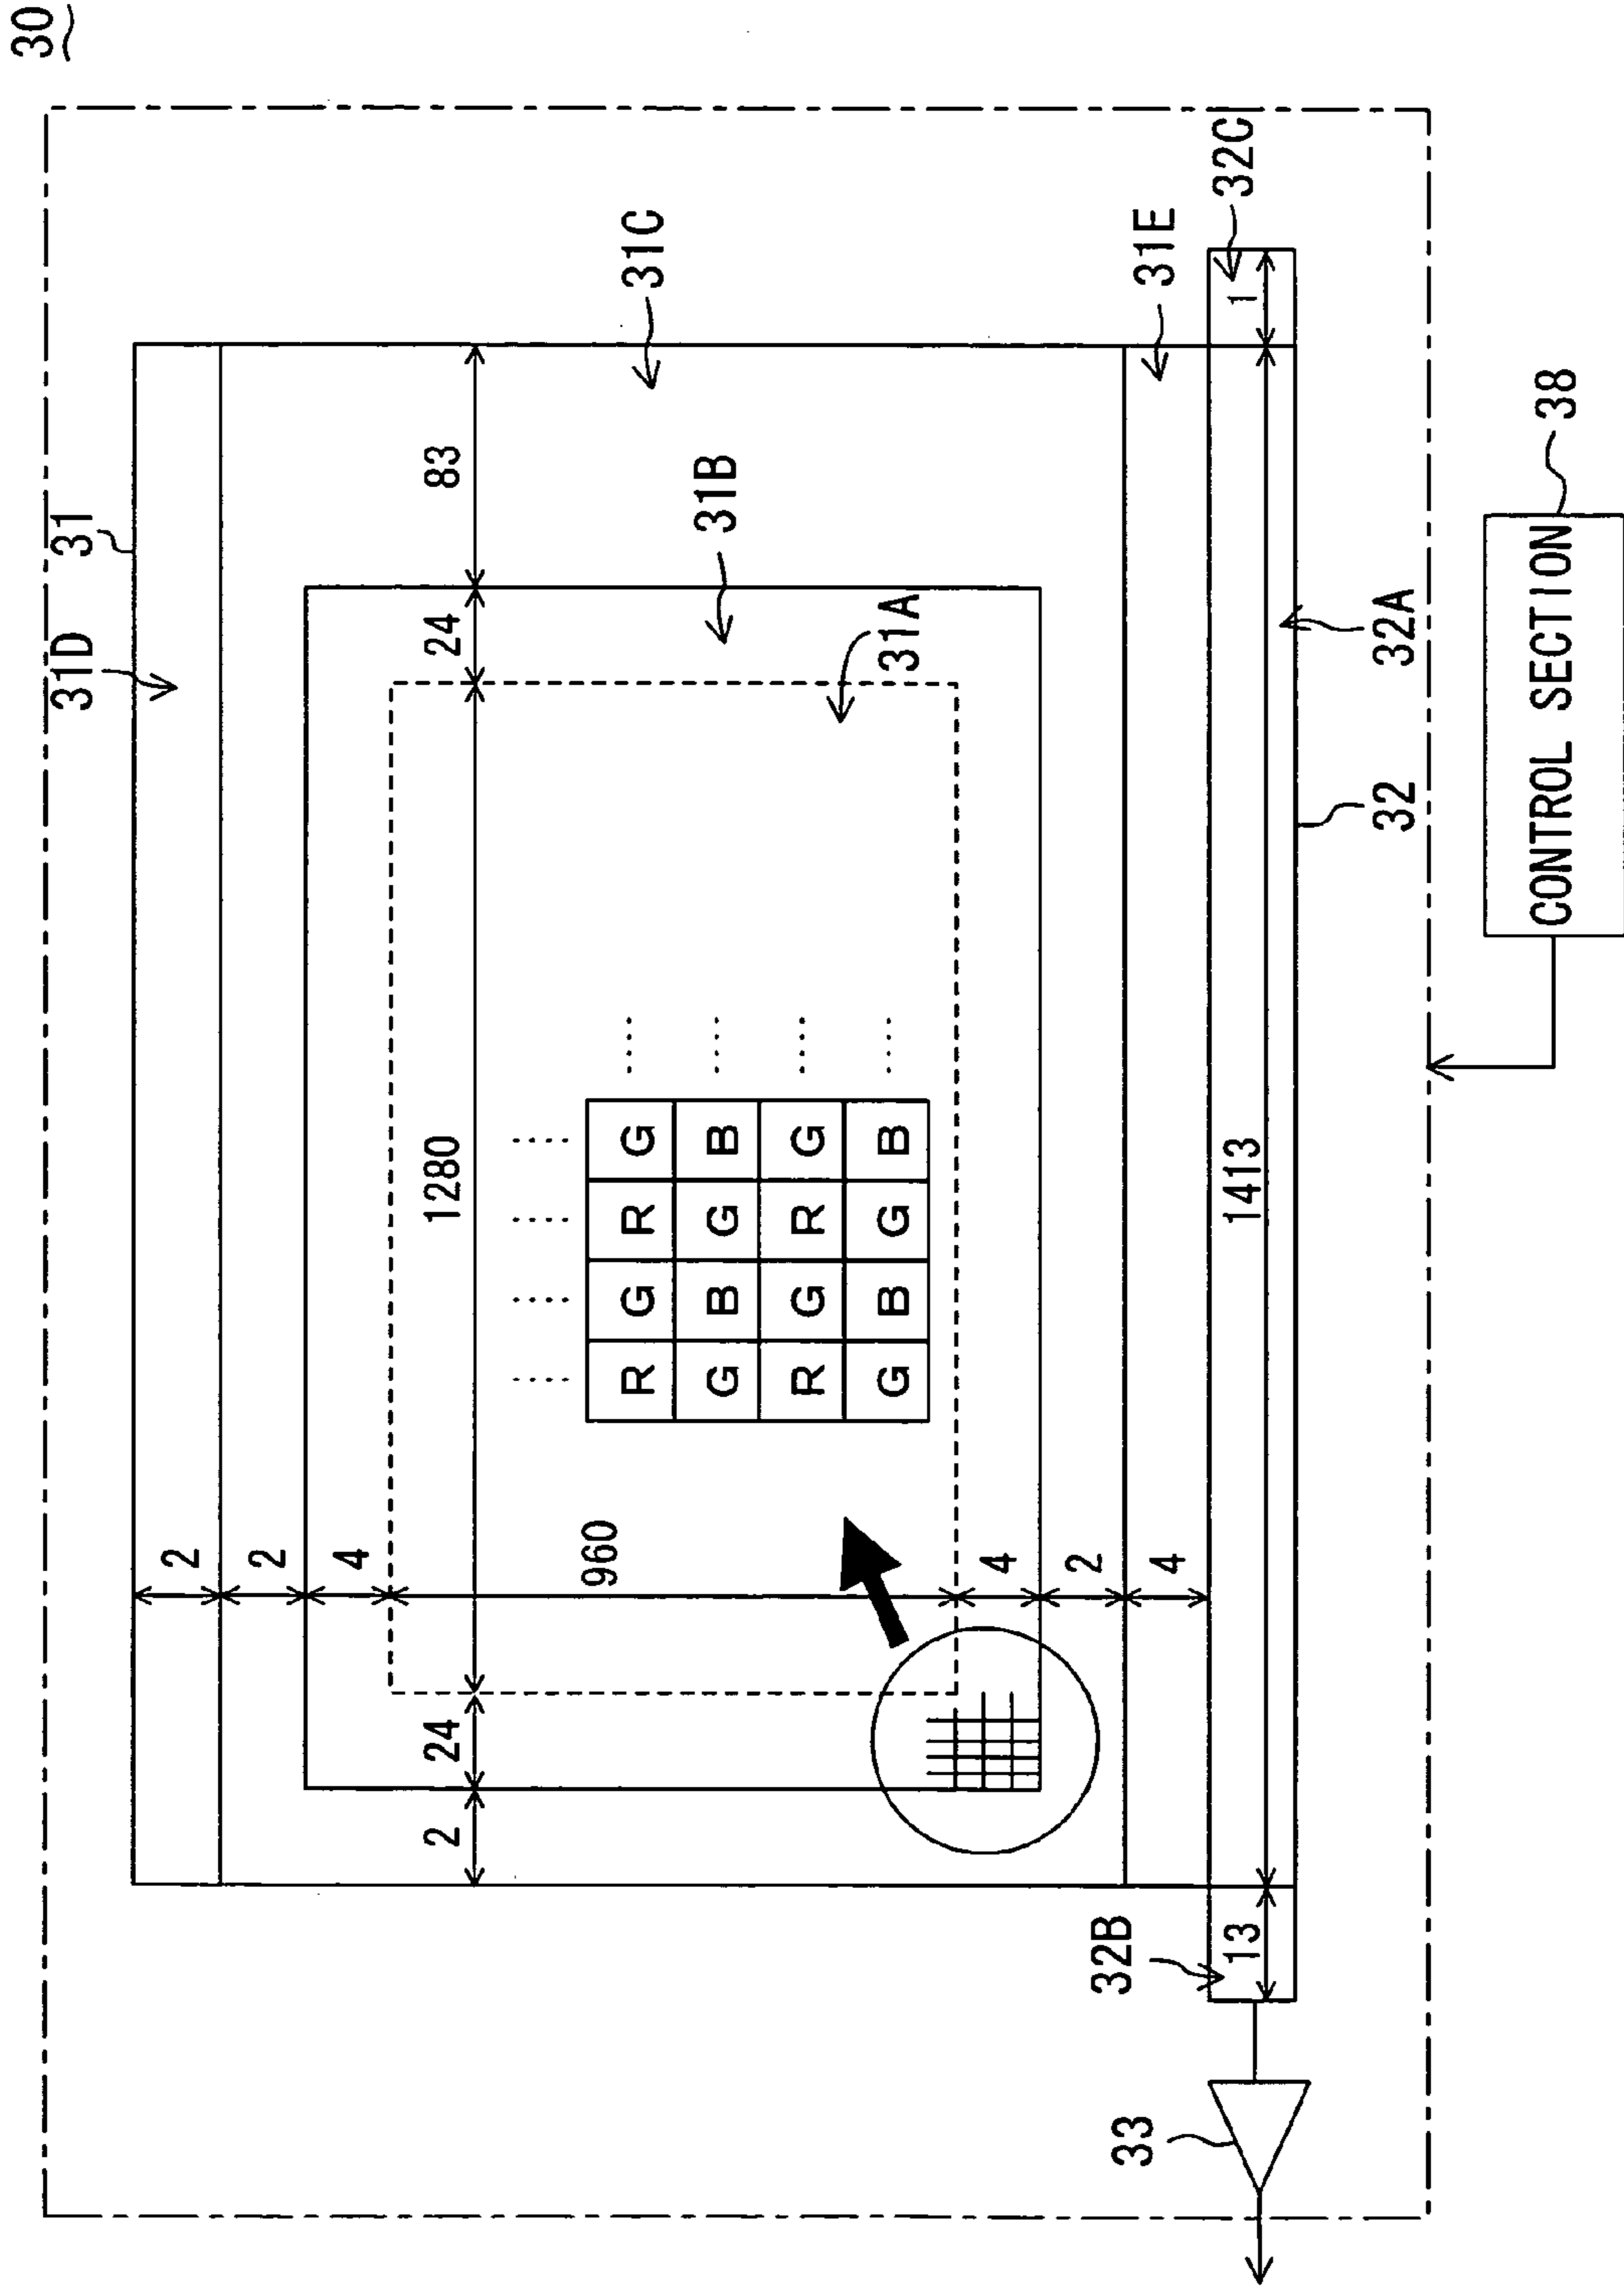 30
31D
31
31C
31B
31A
31E
32C
2
24
1280
24
83
2
2
4
960
4
2
4
R G R G
G B G B
R G R G
G B G B
32B
13
1413
1
33
32
32A
CONTROL SECTION
38